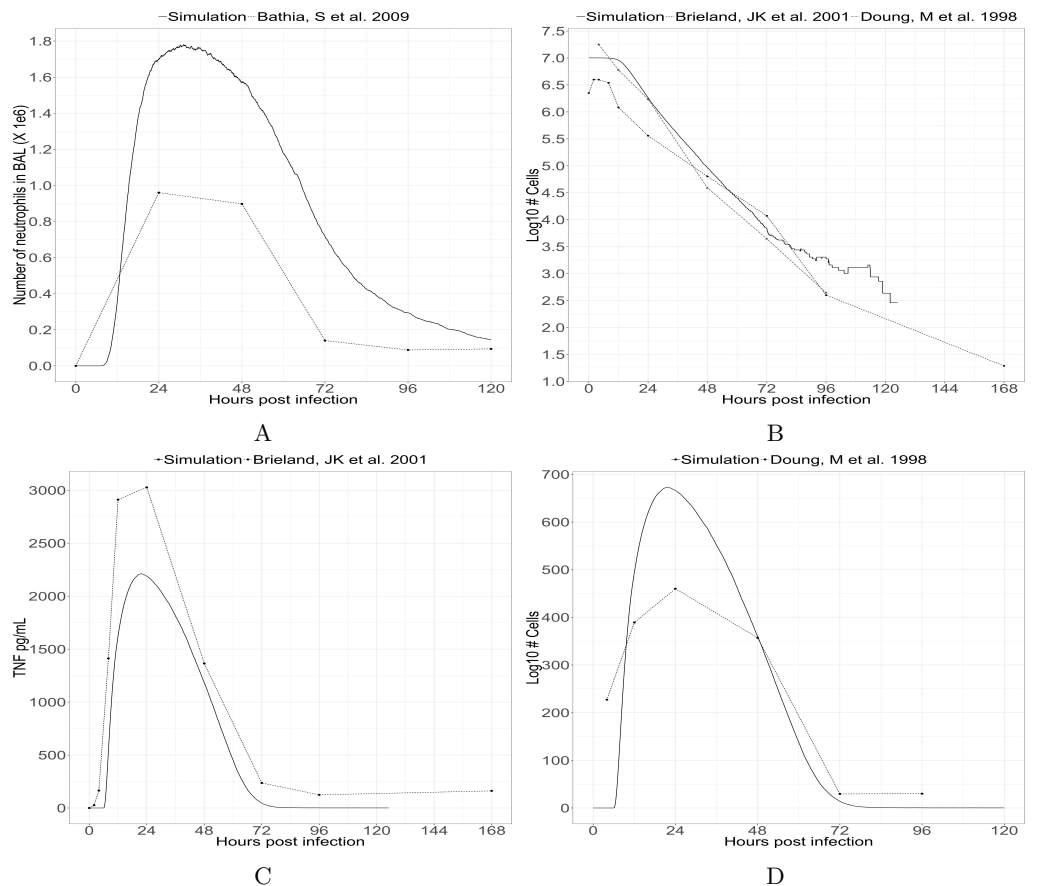 Simulation Bathia, S et al. 2009
Number of neutrophils in BAL (X 1e6)
1.8
1.6
1.4
1.2
1.0
0.8
0.6
0.4
0.2
0.0
0 24 48 72 96 120
Hours post infection
A
Simulation Brieland, JK et al. 2001 Doung, M et al. 1998
Log10 # Cells
7.5
7.0
6.5
6.0
5.5
5.0
4.5
4.0
3.5
3.0
2.5
2.0
1.5
1.0
0 24 48 72 96 120 144 168
Hours post infection
B
Simulation Brieland, JK et al. 2001
TNF pg/mL
3000
2500
2000
1500
1000
500
0
0 24 48 72 96 120 144 168
Hours post infection
C
Simulation Doung, M et al. 1998
Log10 # Cells
700
600
500
400
300
200
100
0
0 24 48 72 96 120
Hours post infection
D